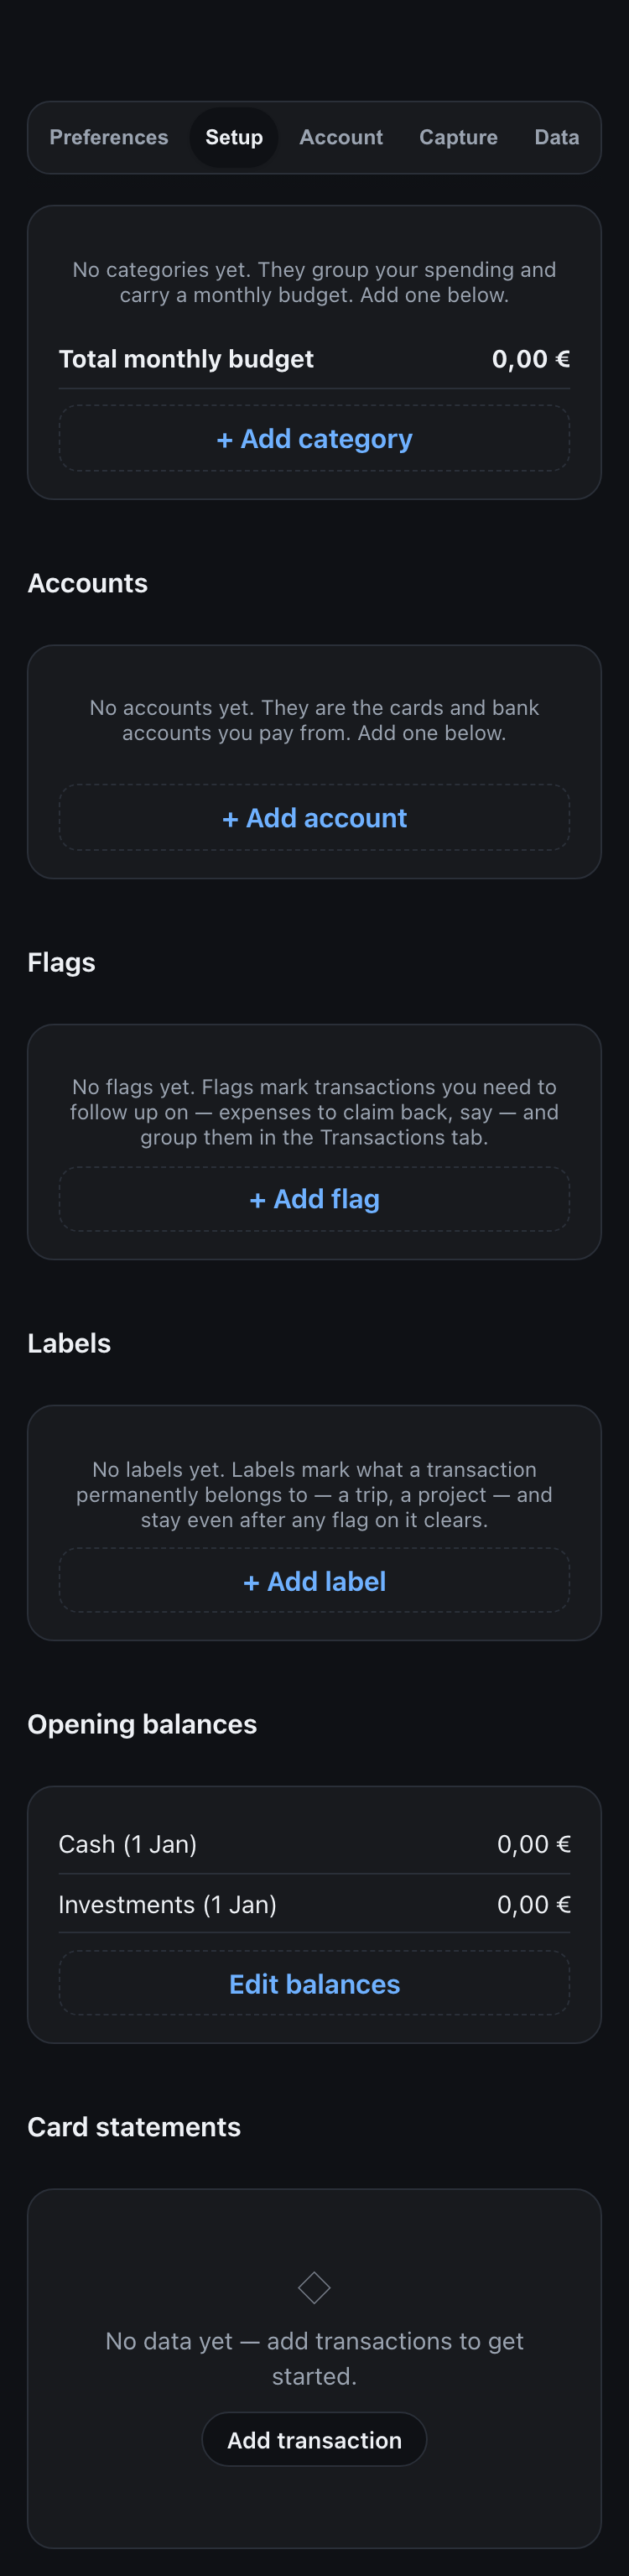 Preferences Setup Account Capture Data
No categories yet. They group your spending and
carry a monthly budget. Add one below.
Total monthly budget 0,00 €
+ Add category
Accounts
No accounts yet. They are the cards and bank
accounts you pay from. Add one below.
+ Add account
Flags
No flags yet. Flags mark transactions you need to
follow up on — expenses to claim back, say — and
group them in the Transactions tab.
+ Add flag
Labels
No labels yet. Labels mark what a transaction
permanently belongs to — a trip, a project — and
stay even after any flag on it clears.
+ Add label
Opening balances
Cash (1 Jan) 0,00 €
Investments (1 Jan) 0,00 €
Edit balances
Card statements
No data yet — add transactions to get
started.
Add transaction